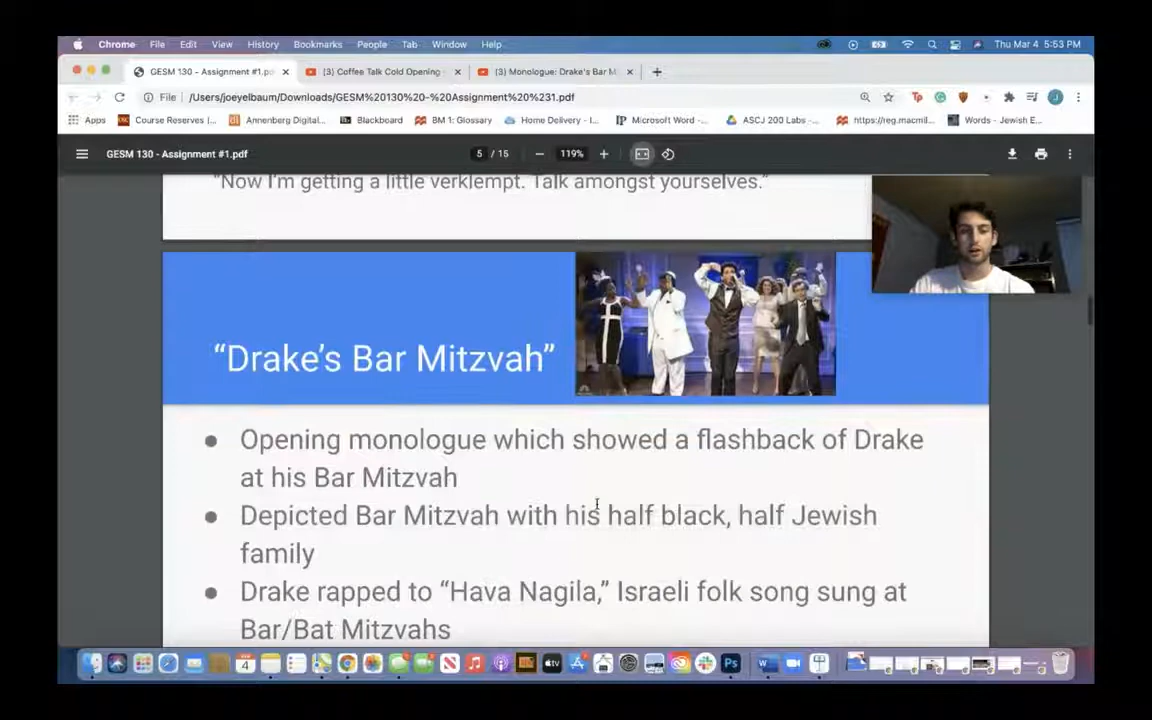 Chrome File Edit View History Bookmarks People Tab Window Help Thu Mar 4 5:53 PM
GESM 130 - Assignment #1.pd (3) Coffee Talk Cold Opening - (3) Monologue: Drake's Bar M
File /Users/joeyelbaum/Downloads/GESM%20130%20-%20Assignment%20%231.pdf
Apps Course Reserves |... Annenberg Digital... Blackboard BM 1: Glossary Home Delivery - I... Microsoft Word -... ASCJ 200 Labs -... https://reg.macmil... Words - Jewish E...
GESM 130 - Assignment #1.pdf 5 / 15 119%
"Now I'm getting a little verklempt. Talk amongst yourselves."
“Drake’s Bar Mitzvah”
● Opening monologue which showed a flashback of Drake
at his Bar Mitzvah
● Depicted Bar Mitzvah with his half black, half Jewish
family
● Drake rapped to “Hava Nagila,” Israeli folk song sung at
Bar/Bat Mitzvahs